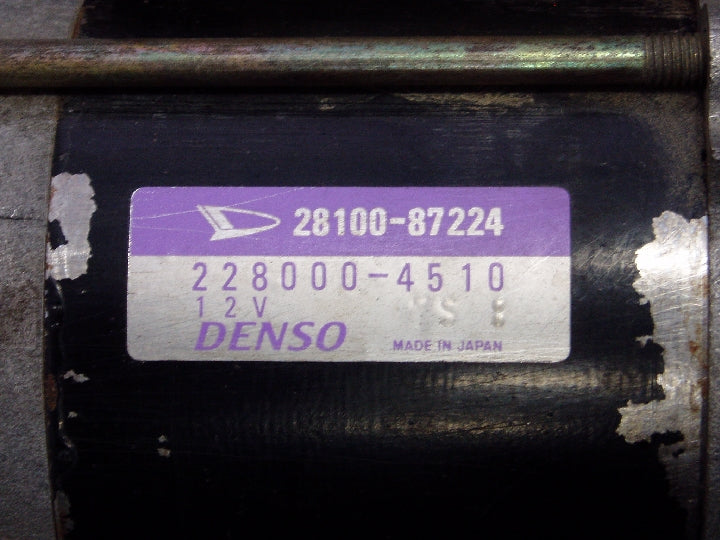 28100-87224
228000-4510
12V
DENSO MADE IN JAPAN